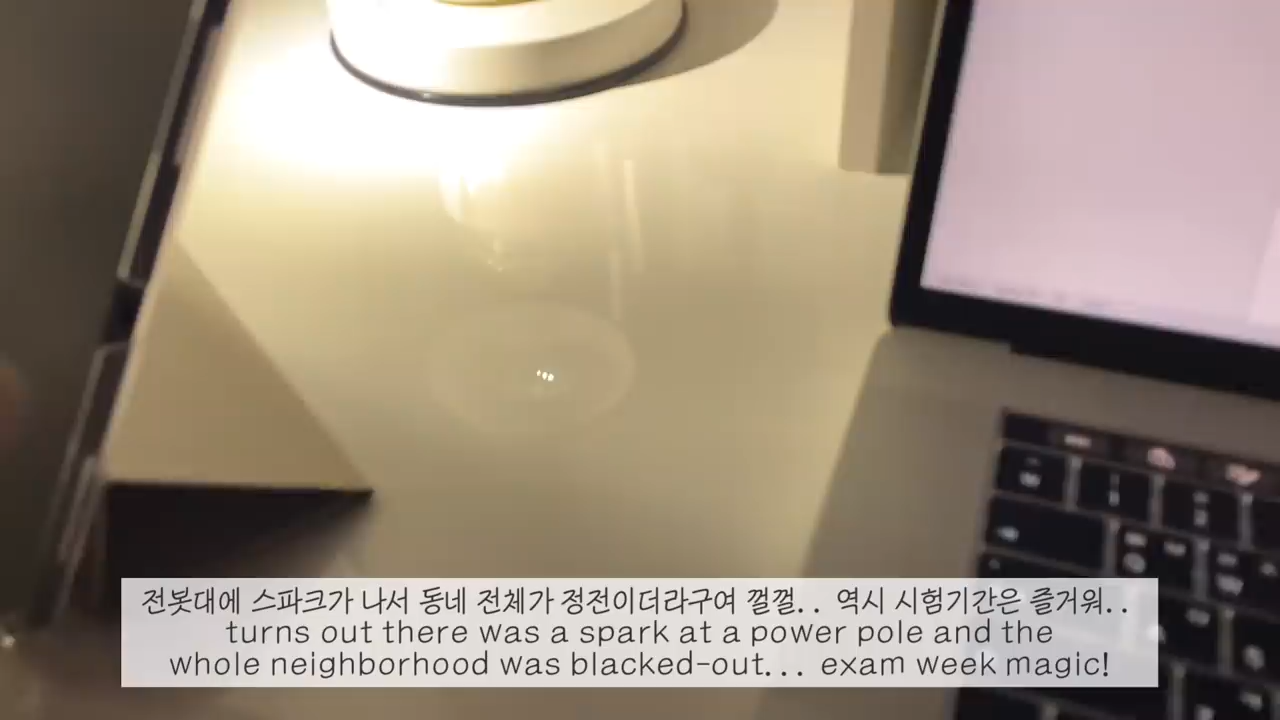 전봇대에 스파크가 나서 동네 전체가 정전이더라구여 껄껄.. 역시 시험기간은 즐거워..
turns out there was a spark at a power pole and the
whole neighborhood was blacked-out... exam week magic!